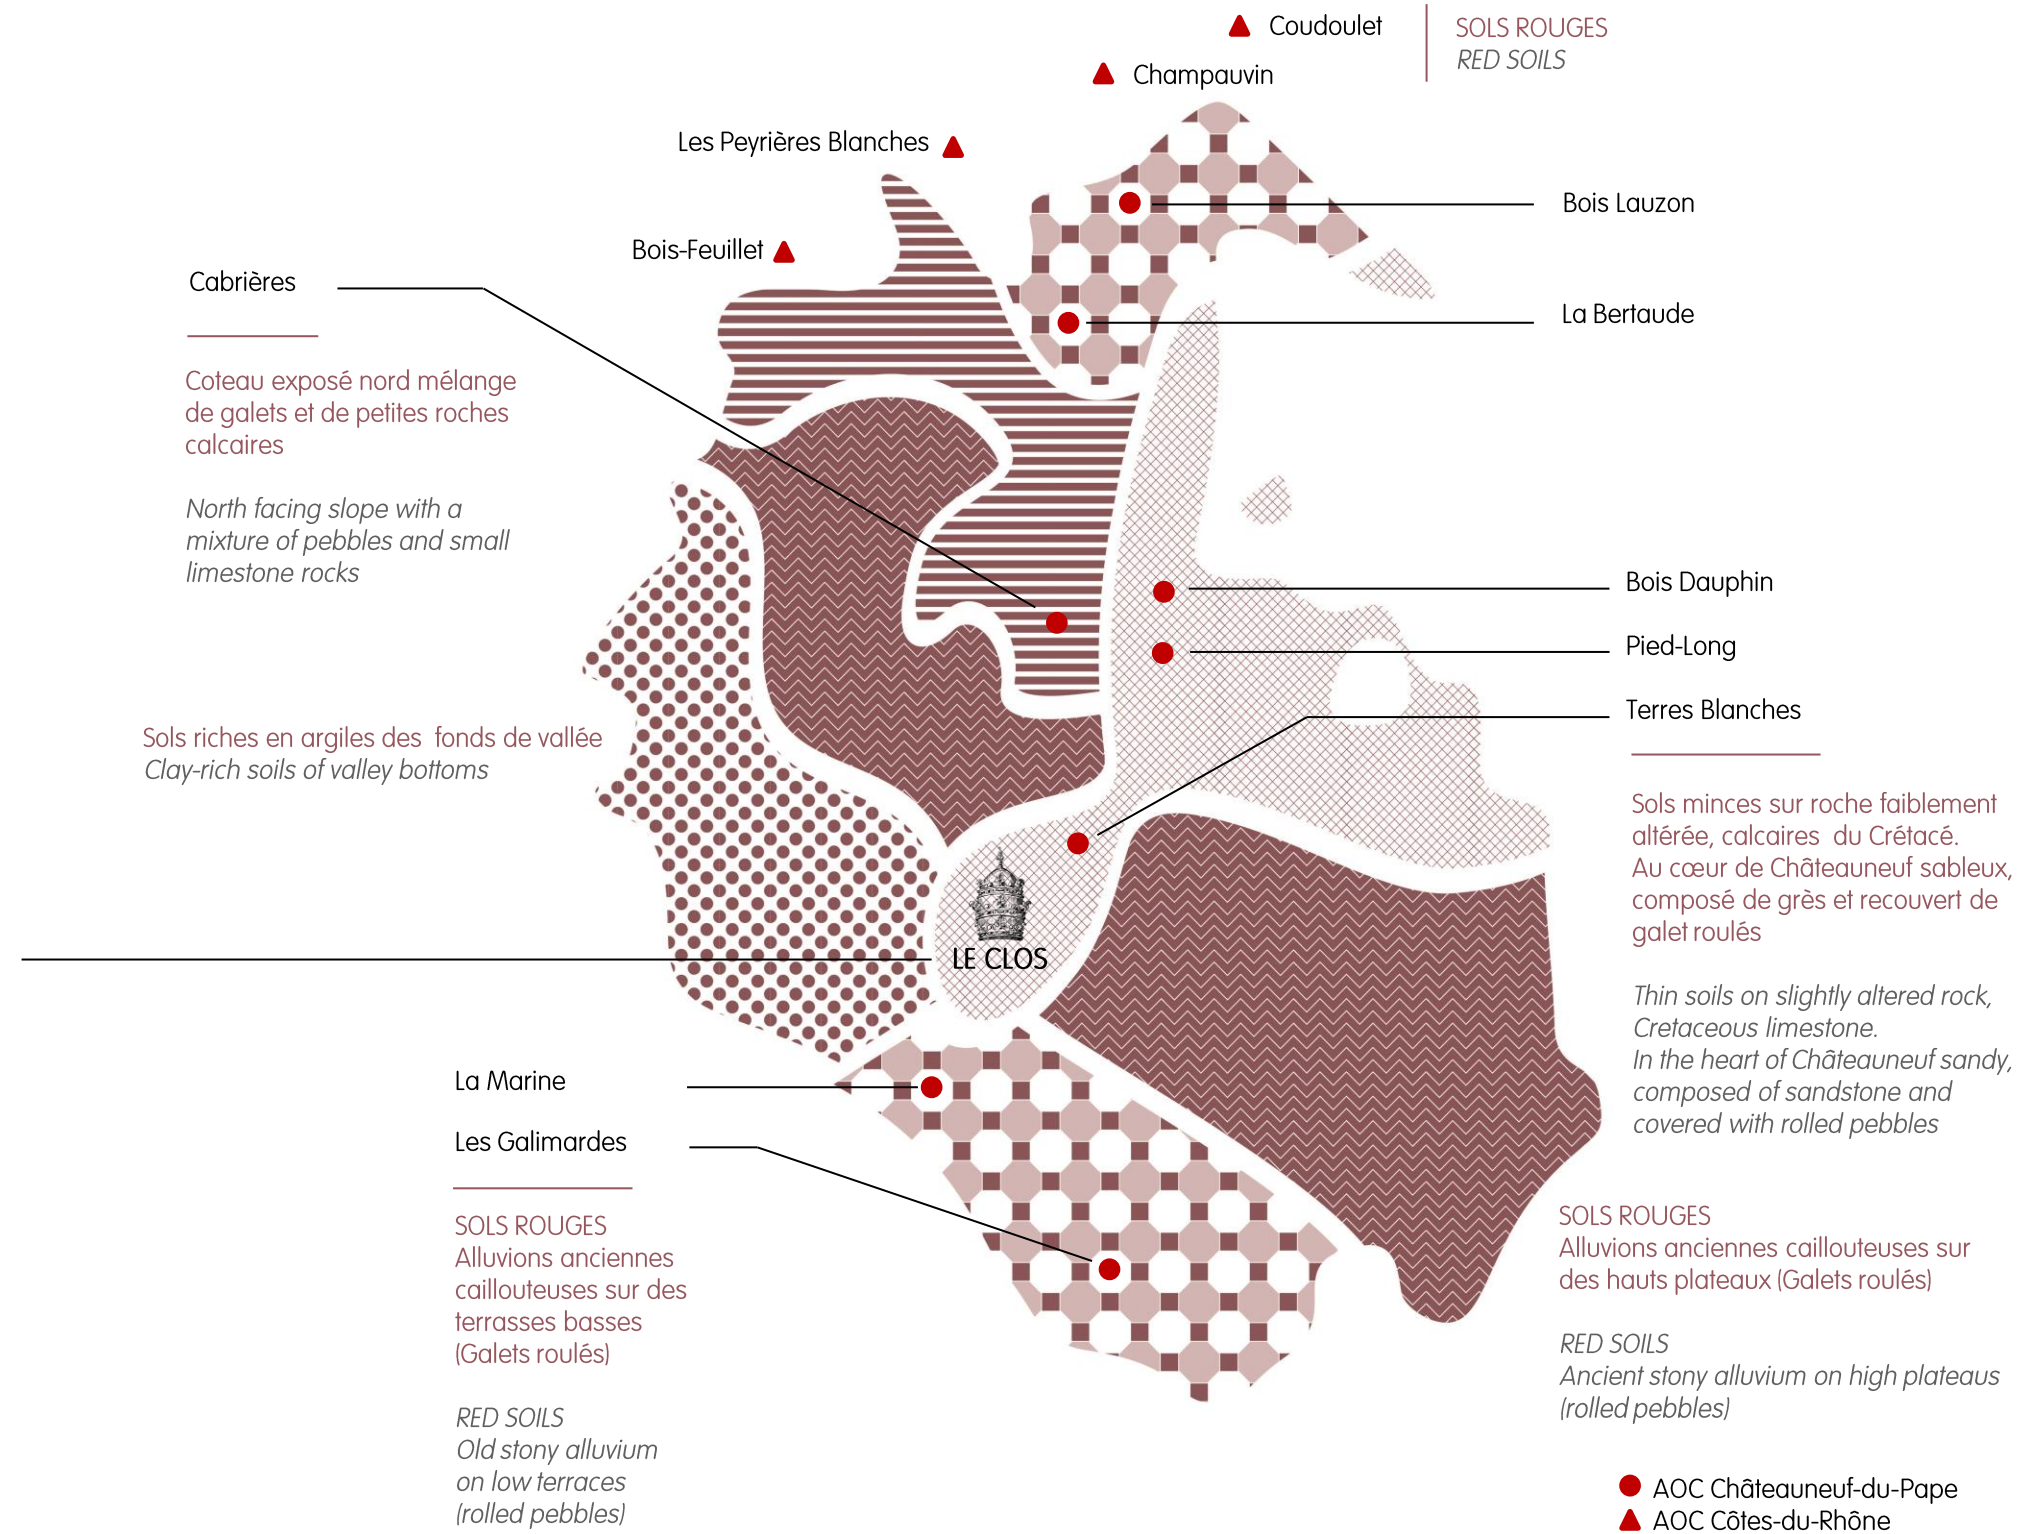 Coudoulet
SOLS ROUGES
RED SOILS
Champauvin
Les Peyrières Blanches
Bois Lauzon
Bois-Feuillet
Cabrières
La Bertaude
Coteau exposé nord mélange
de galets et de petites roches
calcaires
North facing slope with a
mixture of pebbles and small
limestone rocks
Bois Dauphin
Pied-Long
Terres Blanches
Sols riches en argiles des fonds de vallée
Clay-rich soils of valley bottoms
Sols minces sur roche faiblement
altérée, calcaires du Crétacé.
Au cœur de Châteauneuf sableux,
composé de grès et recouvert de
galet roulés
Thin soils on slightly altered rock,
Cretaceous limestone.
In the heart of Châteauneuf sandy,
composed of sandstone and
covered with rolled pebbles
LE CLOS
La Marine
Les Galimardes
SOLS ROUGES
Alluvions anciennes
caillouteuses sur des
terrasses basses
(Galets roulés)
RED SOILS
Old stony alluvium
on low terraces
(rolled pebbles)
SOLS ROUGES
Alluvions anciennes caillouteuses sur
des hauts plateaux (Galets roulés)
RED SOILS
Ancient stony alluvium on high plateaus
(rolled pebbles)
AOC Châteauneuf-du-Pape
AOC Côtes-du-Rhône